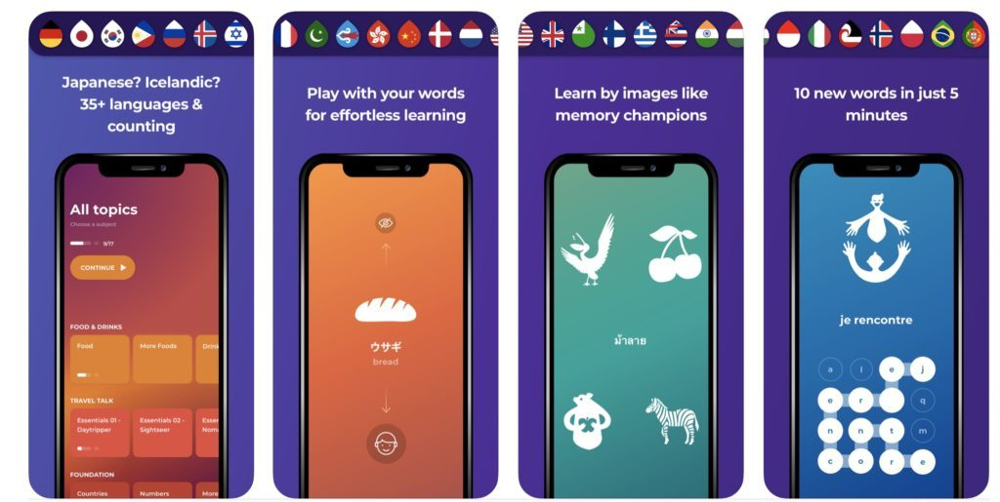 Japanese? Icelandic?
35+ languages &
counting
All topics
Choose a subject
9/17
CONTINUE
FOOD & DRINKS
Food
More Foods
Drin
TRAVEL TALK
Essentials 01 -
Daytripper
Essentials 02 -
Sightseer
Essen
Noma
FOUNDATION
Countries
Numbers
More
Play with your words
for effortless learning
ウサギ
bread
Learn by images like
memory champions
ม้าลาย
10 new words in just 5
minutes
je rencontre
a l e j
e r q
n n t m
c o r e